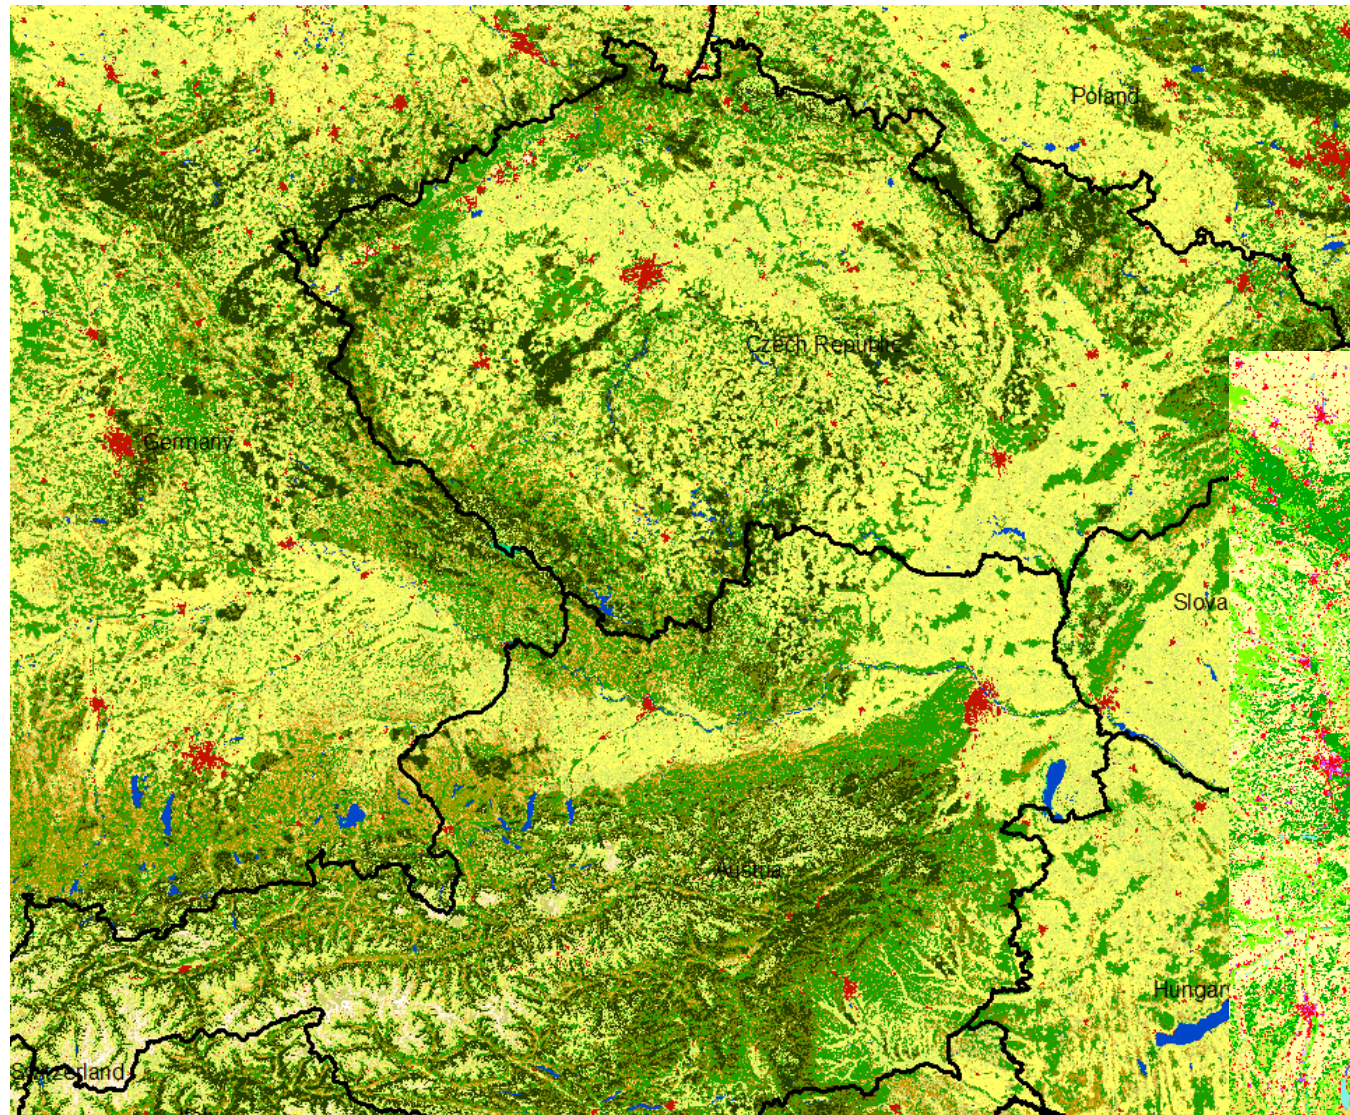 Poland
Czech Republic
Germany
Slova
Austria
Hungar
Switzerland